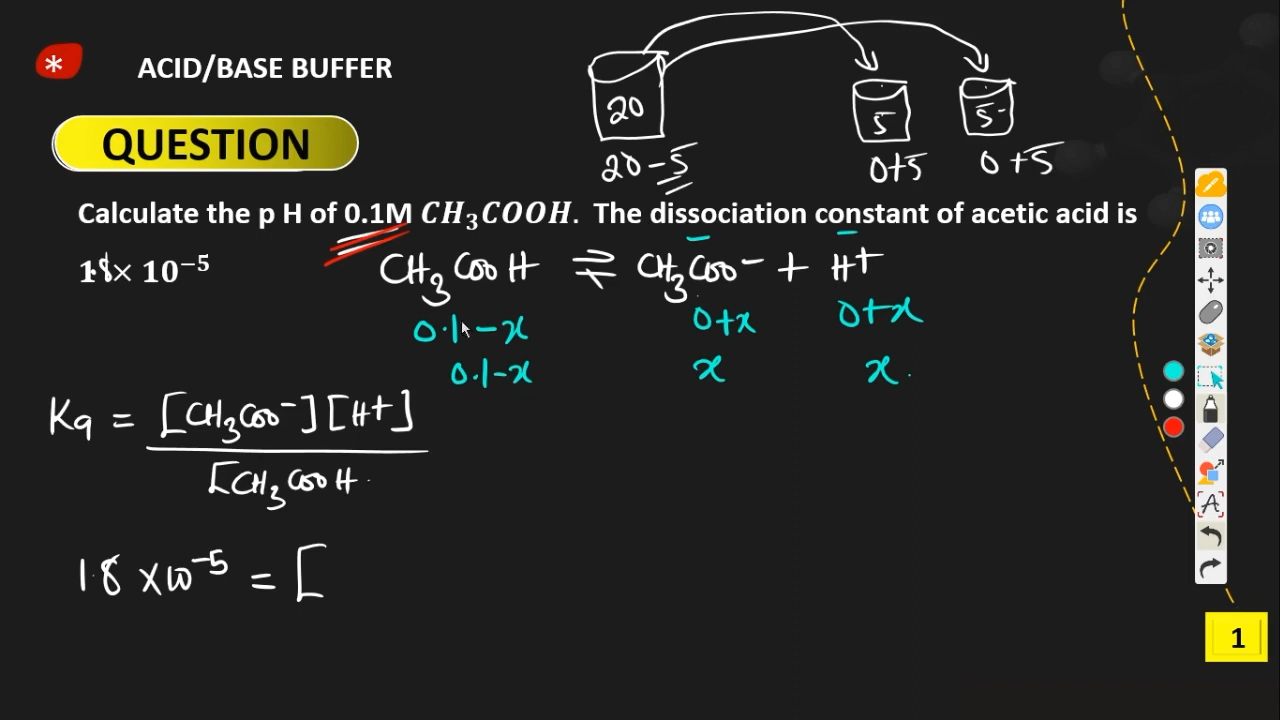 * ACID/BASE BUFFER
20 5 5
20-5 0+5 0+5
QUESTION
Calculate the p H of 0.1M CH₃COOH. The dissociation constant of acetic acid is
1.8× 10⁻⁵
CH₃COOH ⇌ CH₃COO⁻ + H⁺
0.1-x 0+x 0+x
0.1-x x x.
Ka = [CH₃COO⁻][H⁺]
[CH₃COOH
1.8 ×10⁻⁵ = [
A
1